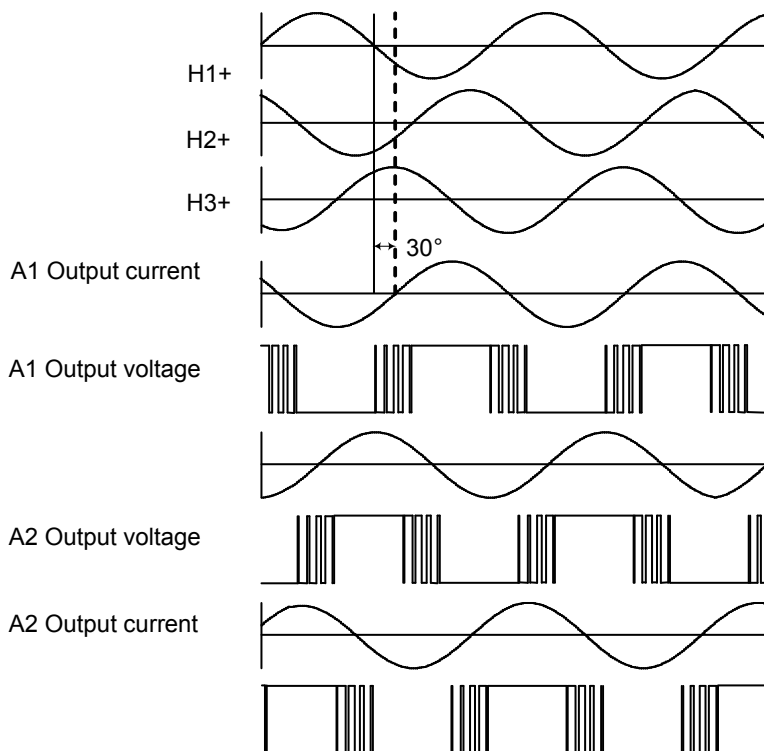 H1+
H2+
H3+
30°
A1 Output current
A1 Output voltage
A2 Output voltage
A2 Output current